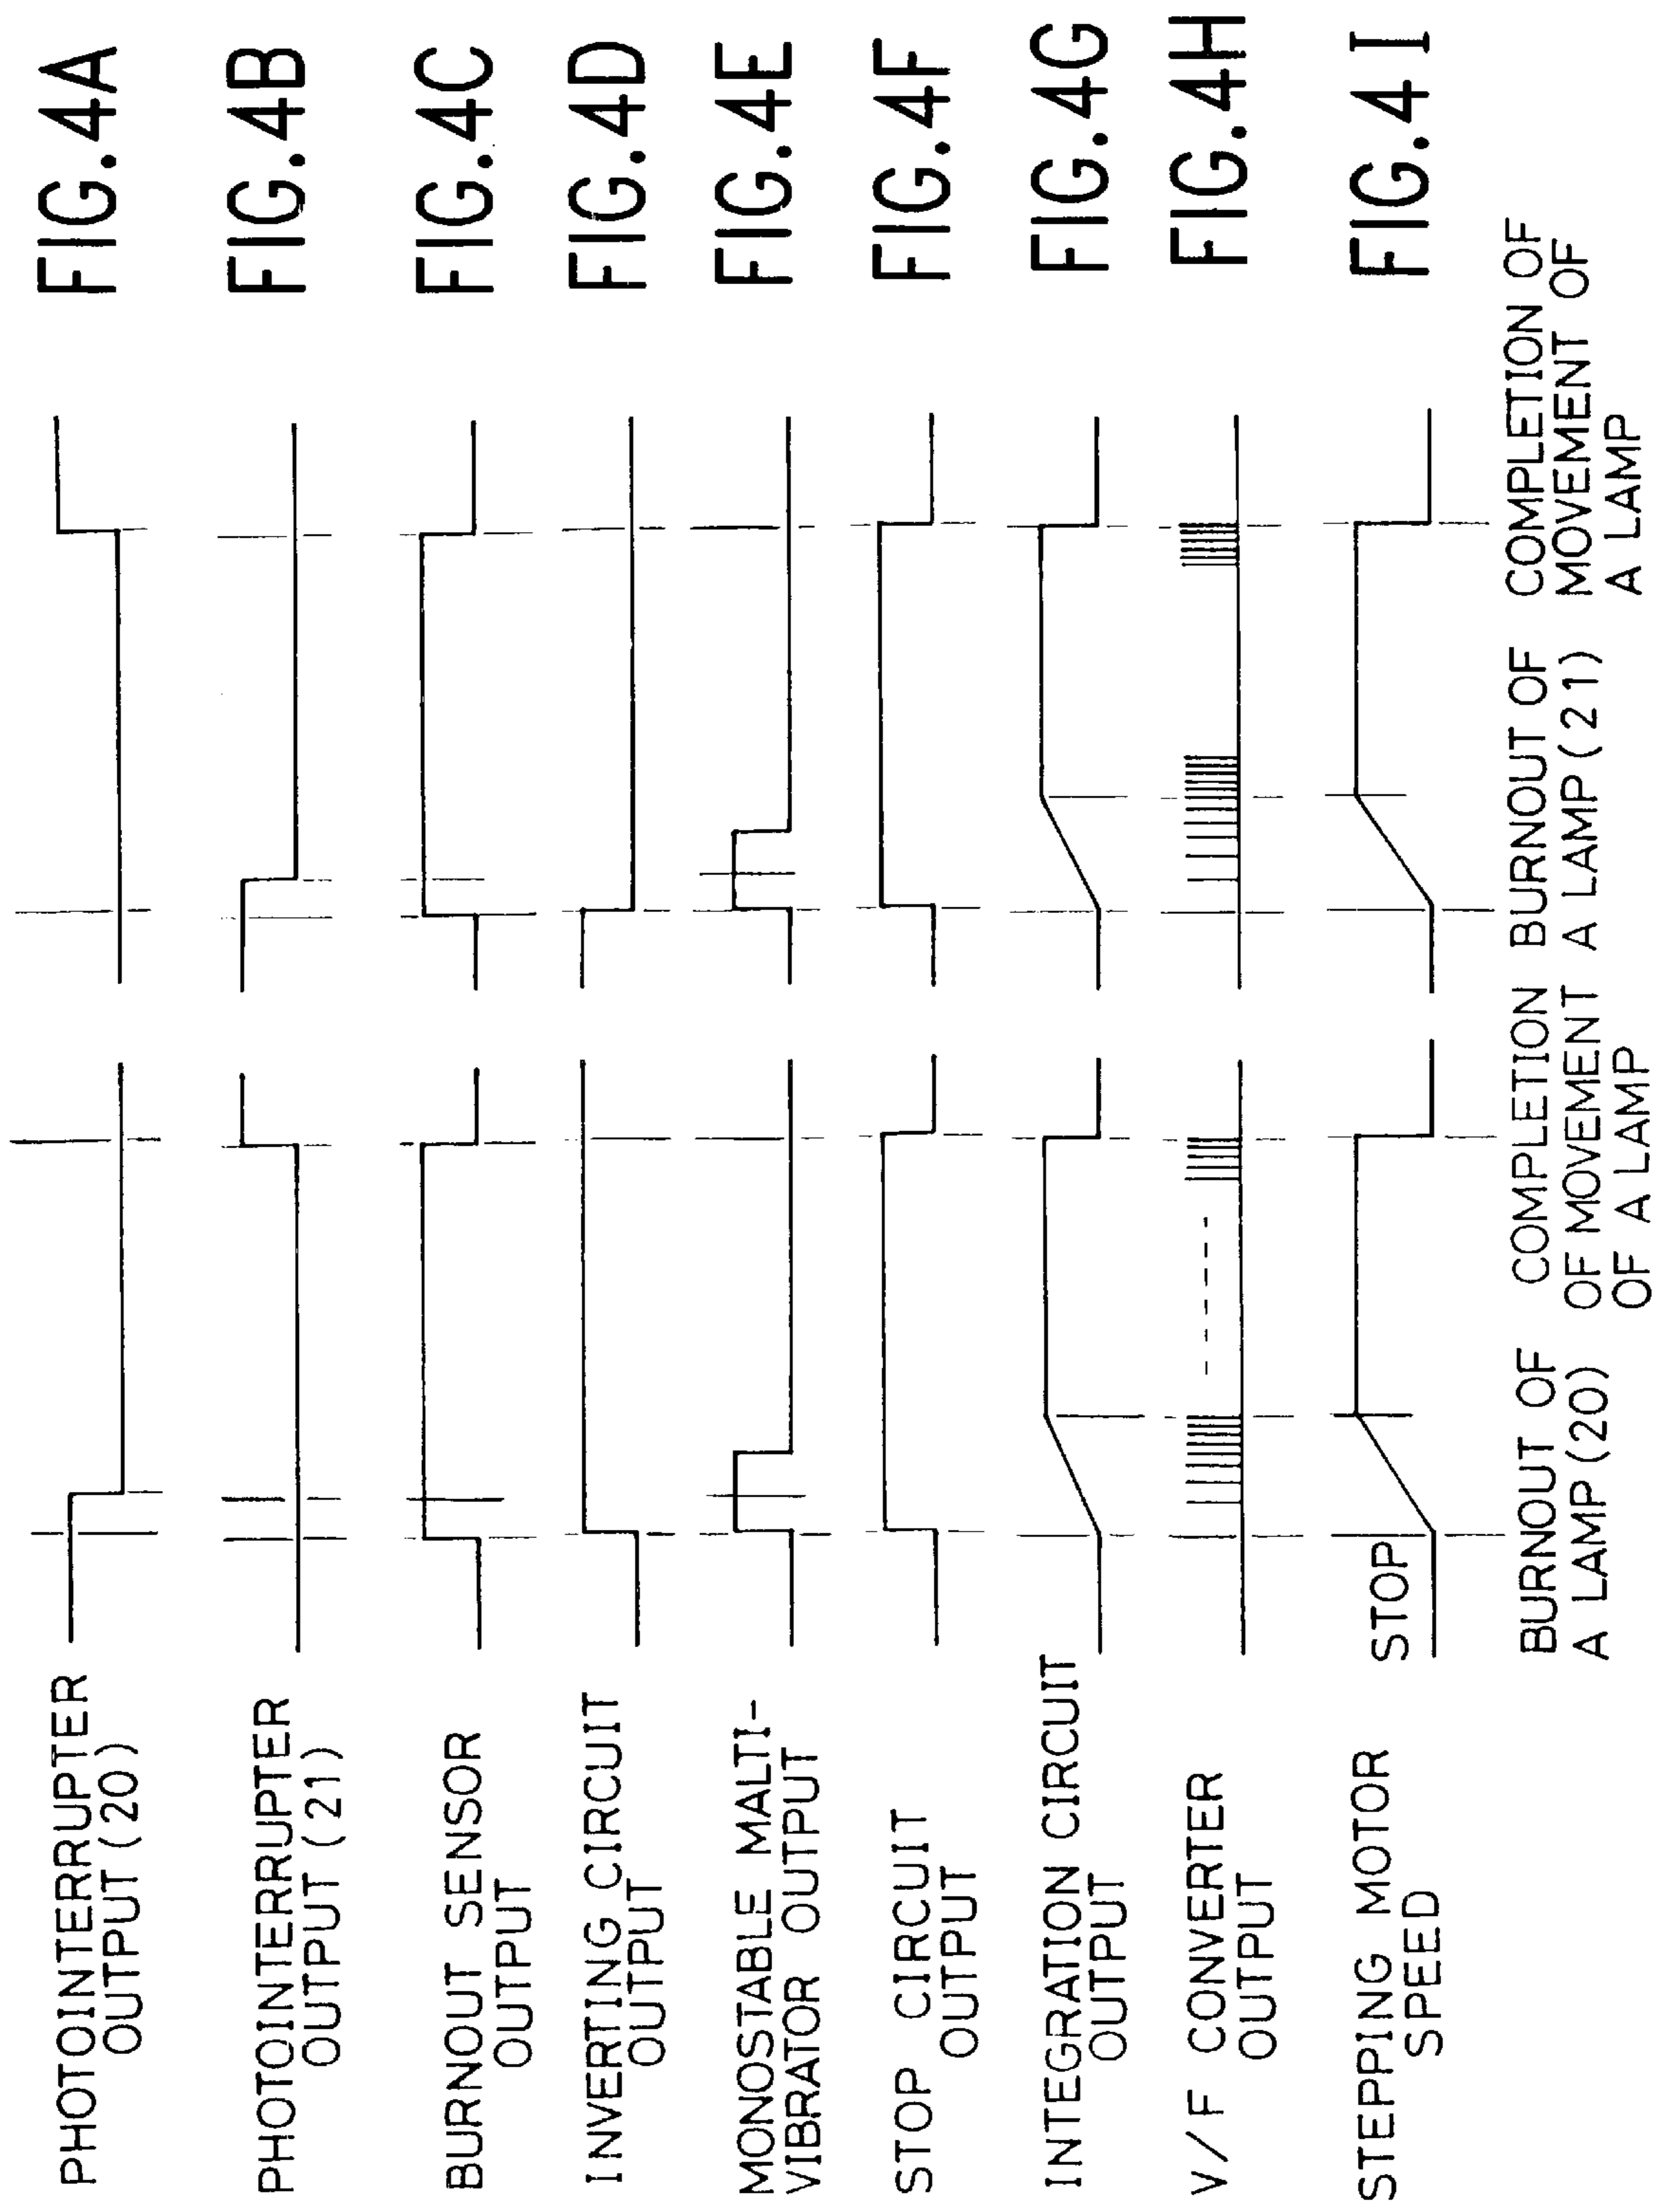 PHOTOINTERRUPTER
OUTPUT (20)
FIG.4A
PHOTOINTERRUPTER
OUTPUT (21)
FIG.4B
BURNOUT SENSOR
OUTPUT
FIG.4C
INVERTING CIRCUIT
OUTPUT
FIG.4D
MONOSTABLE MALTI-
VIBRATOR OUTPUT
FIG.4E
STOP CIRCUIT
OUTPUT
FIG.4F
INTEGRATION CIRCUIT
OUTPUT
FIG.4G
V/F CONVERTER
OUTPUT
FIG.4H
STEPPING MOTOR
SPEED
STOP
FIG.4I
BURNOUT OF
A LAMP (20)
COMPLETION
OF MOVEMENT
OF A LAMP
BURNOUT OF
A LAMP (21)
COMPLETION OF
MOVEMENT OF
A LAMP